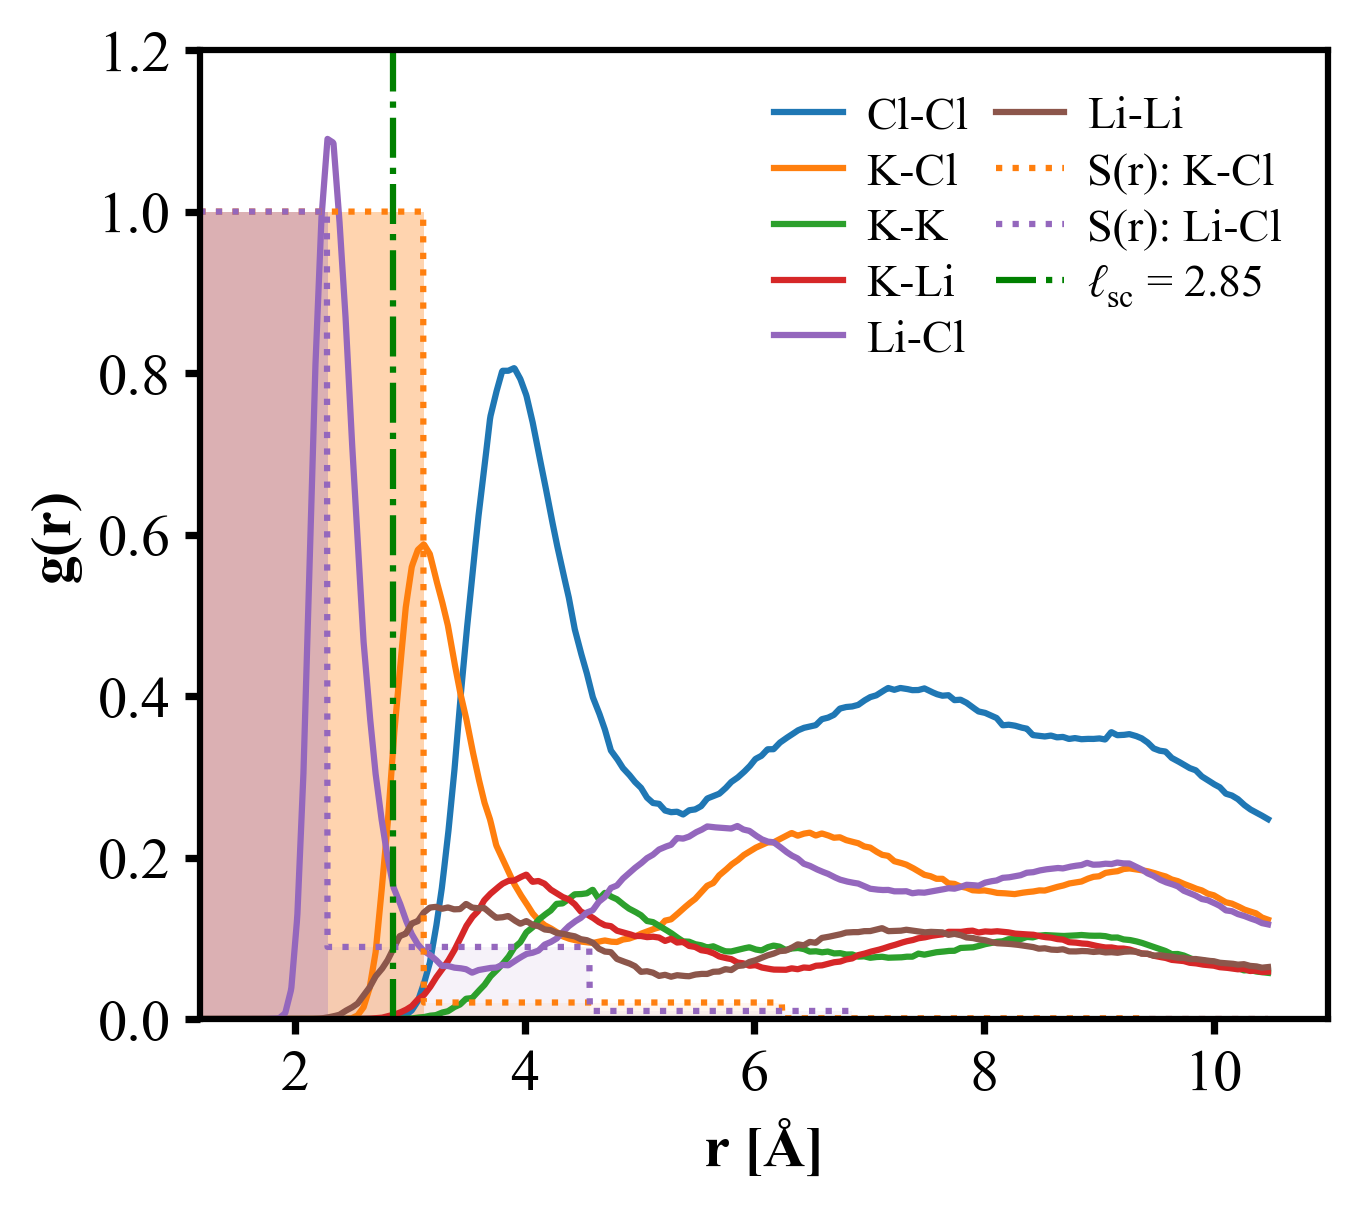 1.2
1.0
0.8
0.6
0.4
0.2
0.0
g(r)
2 4 6 8 10
r [Å]
Cl-Cl
K-Cl
K-K
K-Li
Li-Cl
Li-Li
S(r): K-Cl
S(r): Li-Cl
ℓsc = 2.85